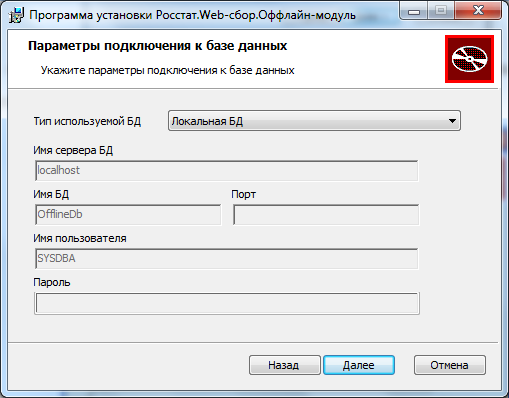 Программа установки Росстат.Web-сбор.Оффлайн-модуль
Параметры подключения к базе данных
Укажите параметры подключения к базе данных
Тип используемой БД
Локальная БД
Имя сервера БД
localhost
Имя БД
Порт
OfflineDb
Имя пользователя
SYSDBA
Пароль
Назад
Далее
Отмена